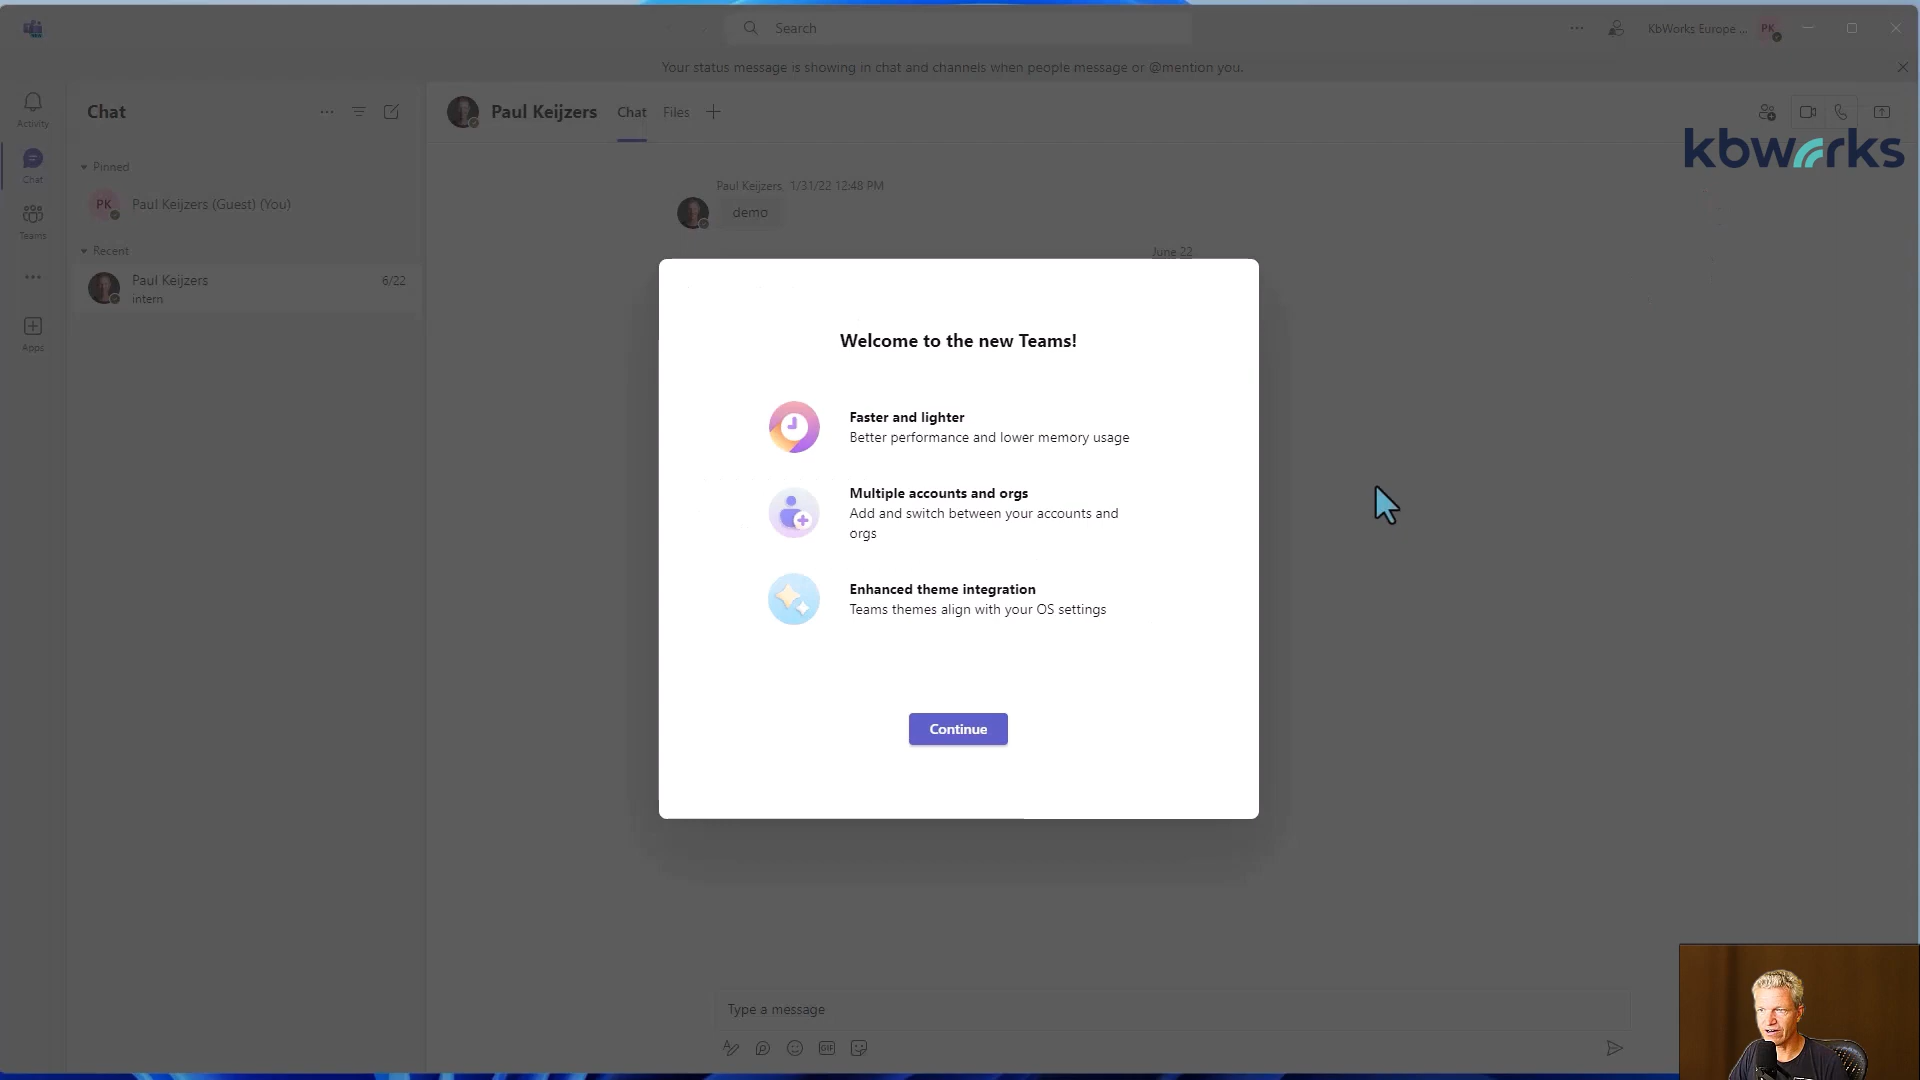 Search
KbWorks Europe ...
PK
Your status message is showing in chat and channels when people message or @mention you.
Activity
Chat
Teams
Apps
Chat
Pinned
PK
Paul Keijzers (Guest) (You)
Recent
Paul Keijzers
6/22
intern
Paul Keijzers
Chat
Files
kbworks
Paul Keijzers, 1/31/22 12:48 PM
demo
June 22
Welcome to the new Teams!
Faster and lighter
Better performance and lower memory usage
Multiple accounts and orgs
Add and switch between your accounts and
orgs
Enhanced theme integration
Teams themes align with your OS settings
Continue
Type a message
GIF